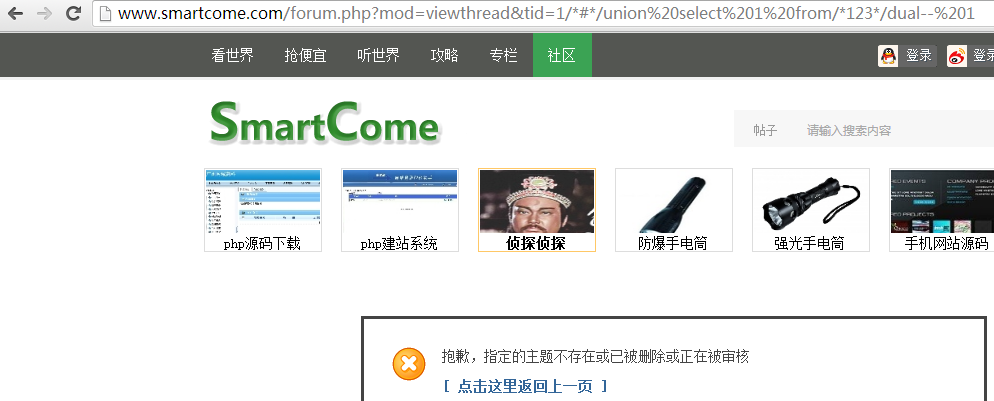 www.smartcome.com/forum.php?mod=viewthread&tid=1/*#*/union%20select%201%20from/*123*/dual--%201
看世界 抢便宜 听世界 攻略 专栏 社区 登录 登录
SmartCome
帖子 请输入搜索内容
php源码下载 php建站系统 侦探侦探 防爆手电筒 强光手电筒 手机网站源码
抱歉，指定的主题不存在或已被删除或正在被审核
[ 点击这里返回上一页 ]